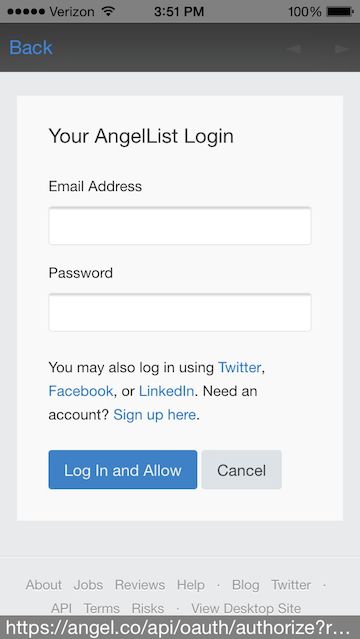 Verizon 3:51 PM 100%
Back
Your AngelList Login
Email Address
Password
You may also log in using Twitter,
Facebook, or LinkedIn. Need an
account? Sign up here.
Log In and Allow Cancel
About Jobs Reviews Help · Blog Twitter ·
API Terms Risks · View Desktop Site
https://angel.co/api/oauth/authorize?r...